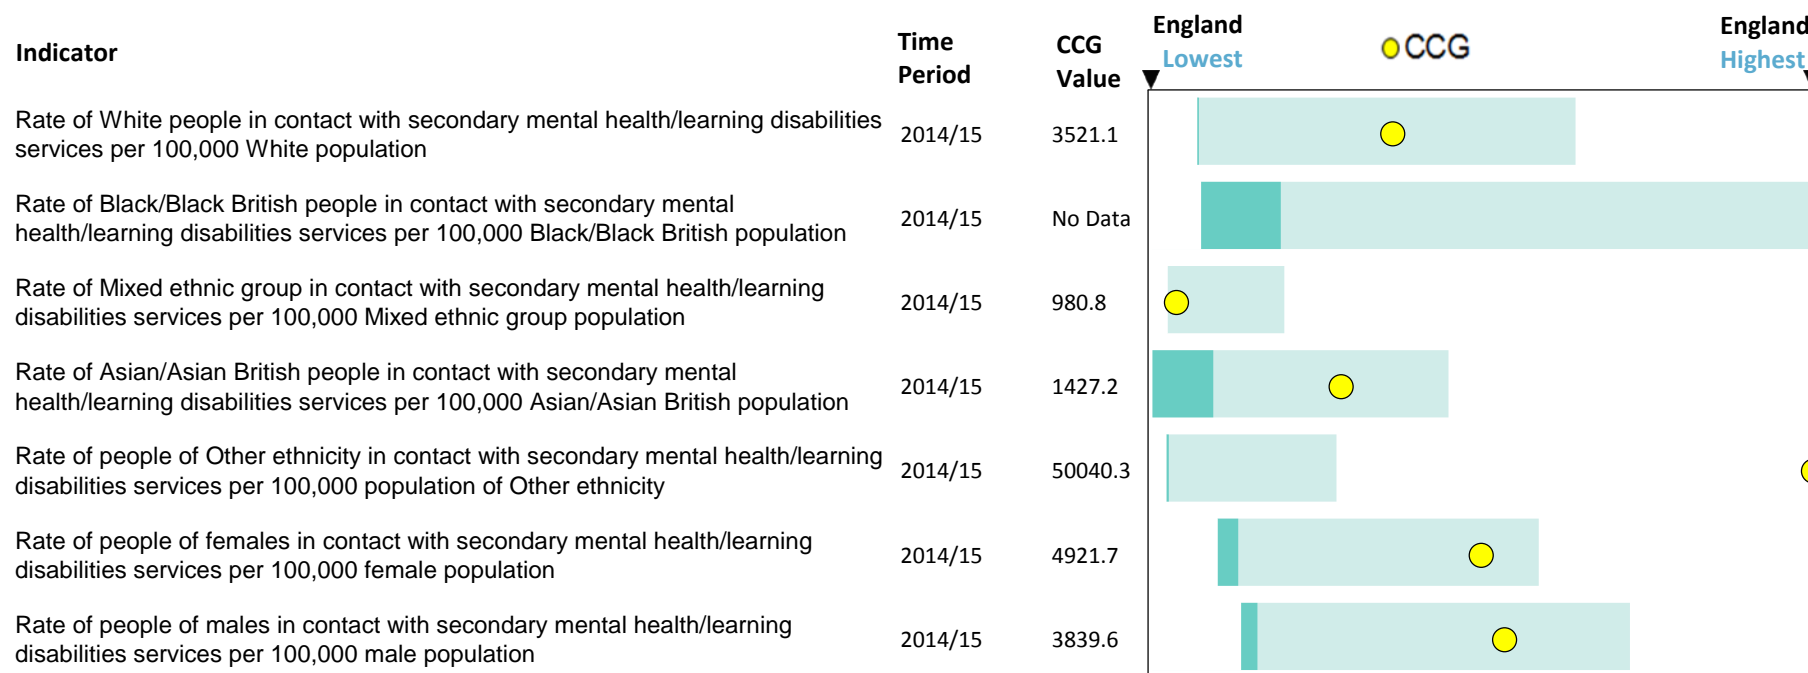 Indicator
Time Period
CCG Value
England Lowest
CCG
England Highest
Rate of White people in contact with secondary mental health/learning disabilities
services per 100,000 White population
2014/15
3521.1
Rate of Black/Black British people in contact with secondary mental
health/learning disabilities services per 100,000 Black/Black British population
2014/15
No Data
Rate of Mixed ethnic group in contact with secondary mental health/learning
disabilities services per 100,000 Mixed ethnic group population
2014/15
980.8
Rate of Asian/Asian British people in contact with secondary mental
health/learning disabilities services per 100,000 Asian/Asian British population
2014/15
1427.2
Rate of people of Other ethnicity in contact with secondary mental health/learning
disabilities services per 100,000 population of Other ethnicity
2014/15
50040.3
Rate of people of females in contact with secondary mental health/learning
disabilities services per 100,000 female population
2014/15
4921.7
Rate of people of males in contact with secondary mental health/learning
disabilities services per 100,000 male population
2014/15
3839.6